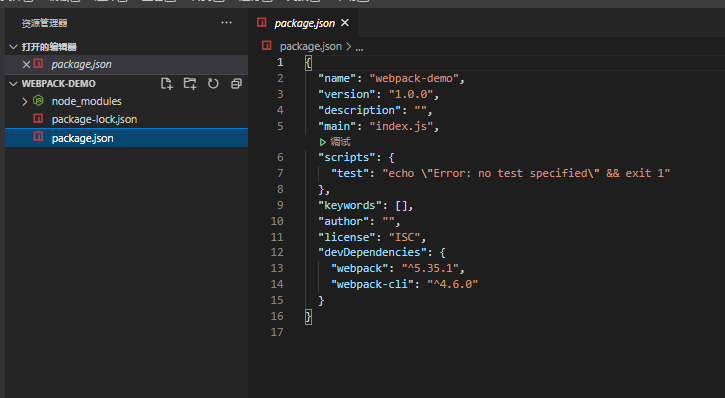 资源管理器
打开的编辑器
package.json
WEBPACK-DEMO
node_modules
package-lock.json
package.json
package.json
package.json > ...
1 {
2 "name": "webpack-demo",
3 "version": "1.0.0",
4 "description": "",
5 "main": "index.js",
调试
6 "scripts": {
7 "test": "echo \"Error: no test specified\" && exit 1"
8 },
9 "keywords": [],
10 "author": "",
11 "license": "ISC",
12 "devDependencies": {
13 "webpack": "^5.35.1",
14 "webpack-cli": "^4.6.0"
15 }
16 }
17